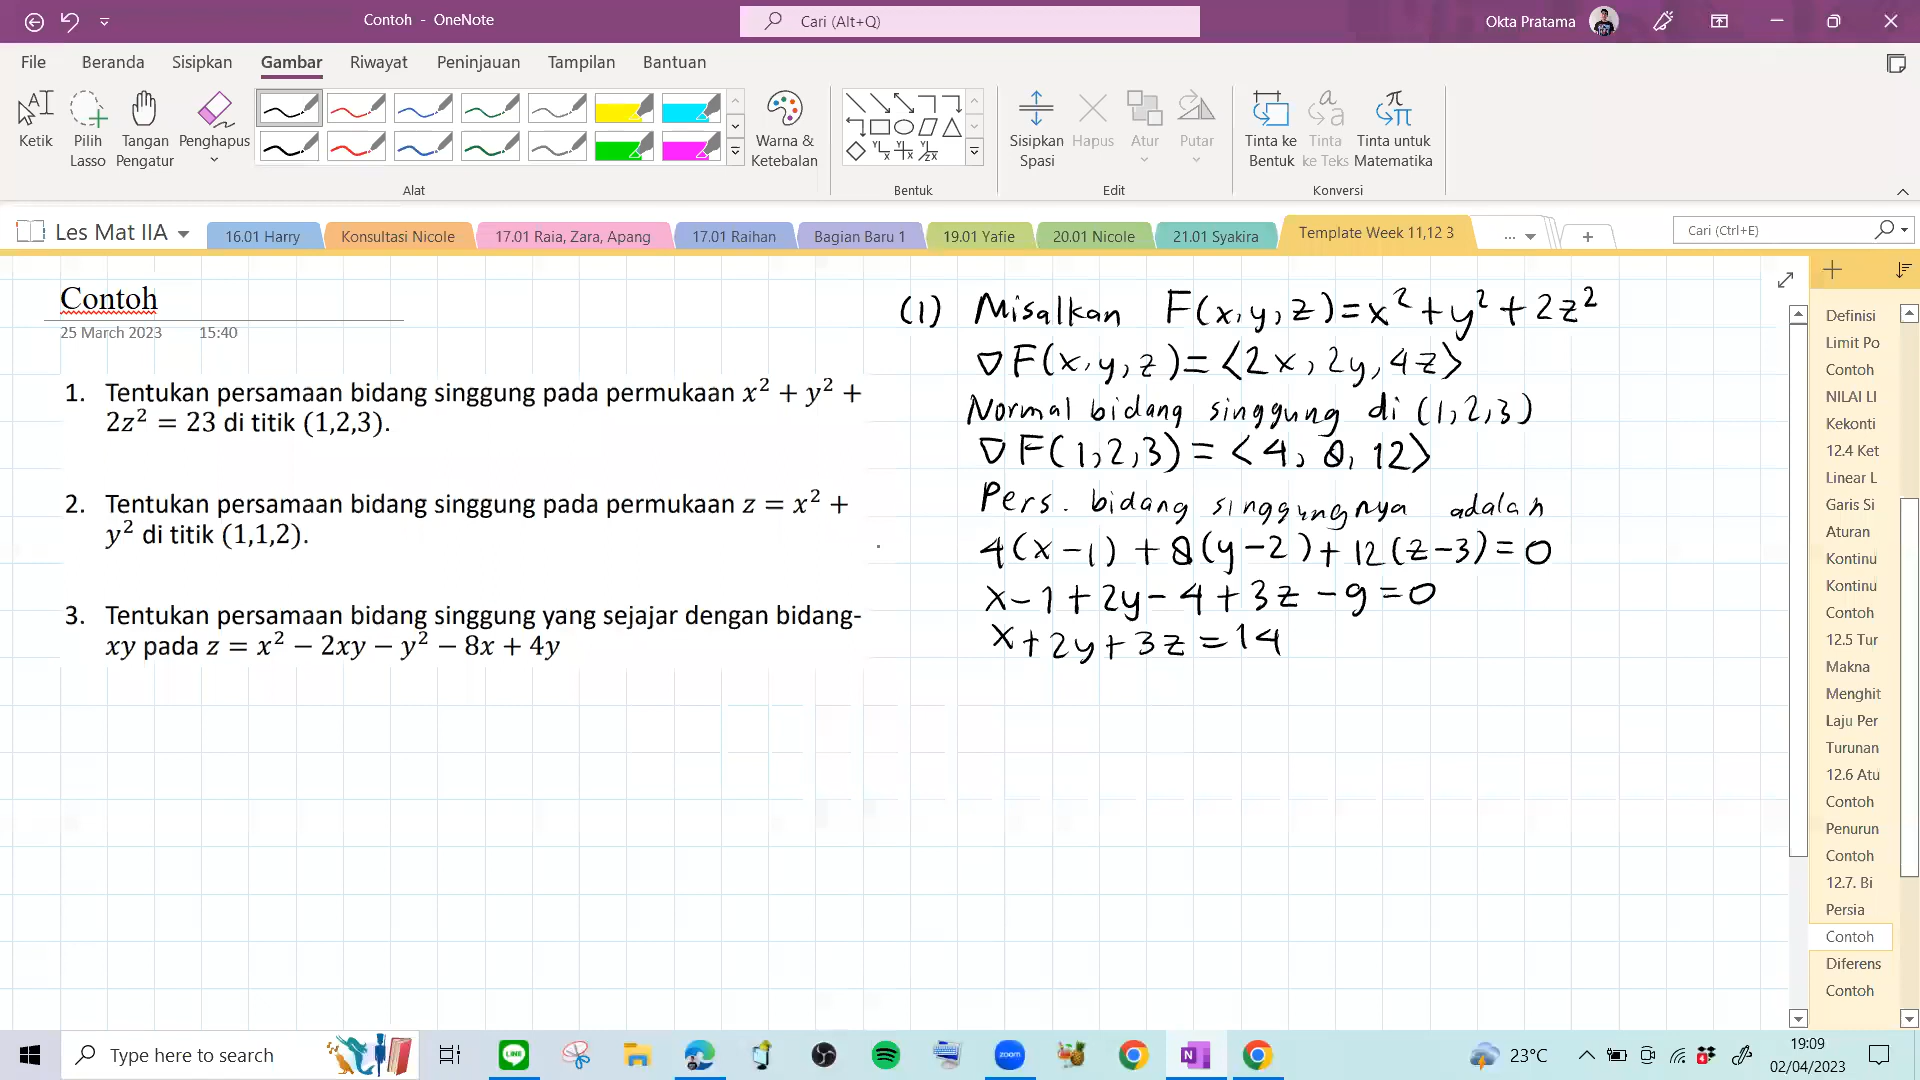 Contoh - OneNote
Cari (Alt+Q)
Okta Pratama
File Beranda Sisipkan Gambar Riwayat Peninjauan Tampilan Bantuan
Ketik
Pilih Lasso
Tangan Pengatur
Penghapus
Warna & Ketebalan
Sisipkan Spasi
Hapus
Atur
Putar
Tinta ke Bentuk
Tinta ke Teks
Tinta untuk Matematika
Alat
Bentuk
Edit
Konversi
Les Mat IIA
16.01 Harry
Konsultasi Nicole
17.01 Raia, Zara, Apang
17.01 Raihan
Bagian Baru 1
19.01 Yafie
20.01 Nicole
21.01 Syakira
Template Week 11,12 3
...
Cari (Ctrl+E)
Contoh
25 March 2023 15:40
1. Tentukan persamaan bidang singgung pada permukaan x² + y² +
2z² = 23 di titik (1,2,3).
2. Tentukan persamaan bidang singgung pada permukaan z = x² +
y² di titik (1,1,2).
3. Tentukan persamaan bidang singgung yang sejajar dengan bidang-
xy pada z = x² − 2xy − y² − 8x + 4y
(1) Misalkan F(x,y,z)=x²+y²+2z²
∇F(x,y,z)=⟨2x, 2y, 4z⟩
Normal bidang singgung di (1,2,3)
∇F(1,2,3)=⟨4, 8, 12⟩
Pers. bidang singgungnya adalah
4(x−1)+8(y−2)+12(z−3)=0
x−1+2y−4+3z−9=0
x+2y+3z=14
Definisi
Limit Po
Contoh
NILAI LI
Kekonti
12.4 Ket
Linear L
Garis Si
Aturan
Kontinu
Kontinu
Contoh
12.5 Tur
Makna
Menghit
Laju Per
Turunan
12.6 Atu
Contoh
Penurun
Contoh
12.7. Bi
Persia
Contoh
Diferens
Contoh
Type here to search
LINE
zoom
23°C
19:09
02/04/2023